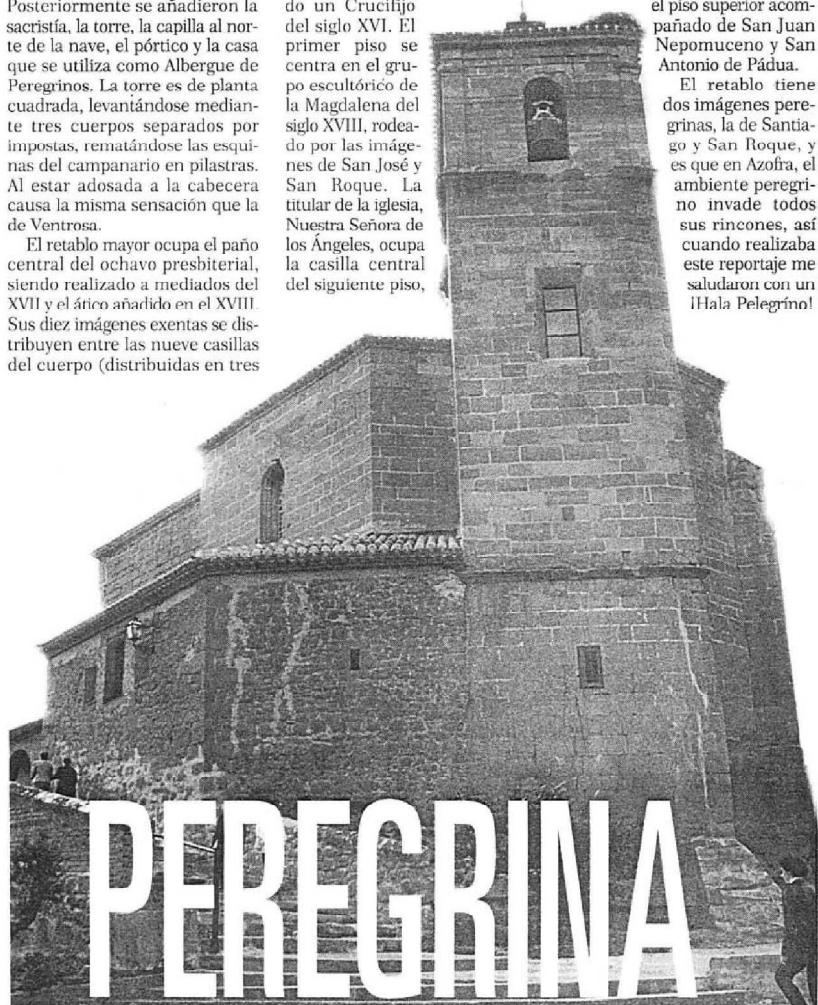 Posteriormente se añadieron la
sacristía, la torre, la capilla al nor-
te de la nave, el pórtico y la casa
que se utiliza como Albergue de
Peregrinos. La torre es de planta
cuadrada, levantándose median-
te tres cuerpos separados por
impostas, rematándose las esqui-
nas del campanario en pilastras.
Al estar adosada a la cabecera
causa la misma sensación que la
de Ventrosa.
El retablo mayor ocupa el paño
central del ochavo presbiterial,
siendo realizado a mediados del
XVII y el ático añadido en el XVIII.
Sus diez imágenes exentas se dis-
tribuyen entre las nueve casillas
del cuerpo (distribuidas en tres
do un Crucifijo
del siglo XVI. El
primer piso se
centra en el gru-
po escultórico de
la Magdalena del
siglo XVIII, rodea-
do por las imáge-
nes de San José y
San Roque. La
titular de la iglesia,
Nuestra Señora de
los Ángeles, ocupa
la casilla central
del siguiente piso,
el piso superior acom-
pañado de San Juan
Nepomuceno y San
Antonio de Pádua.
El retablo tiene
dos imágenes pere-
grinas, la de Santia-
go y San Roque, y
es que en Azofra, el
ambiente peregri-
no invade todos
sus rincones, así
cuando realizaba
este reportaje me
saludaron con un
¡Hala Pelegríno!
PEREGRINA